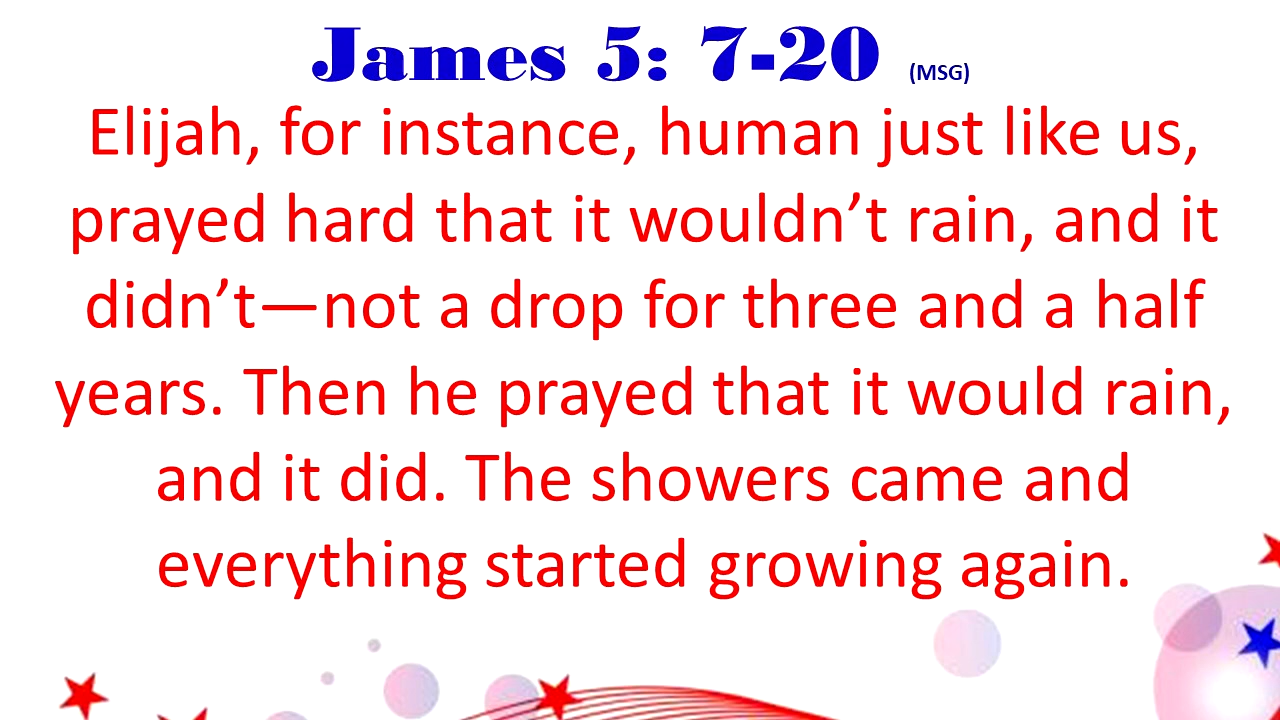 James 5: 7-20 (MSG)
Elijah, for instance, human just like us,
prayed hard that it wouldn’t rain, and it
didn’t—not a drop for three and a half
years. Then he prayed that it would rain,
and it did. The showers came and
everything started growing again.